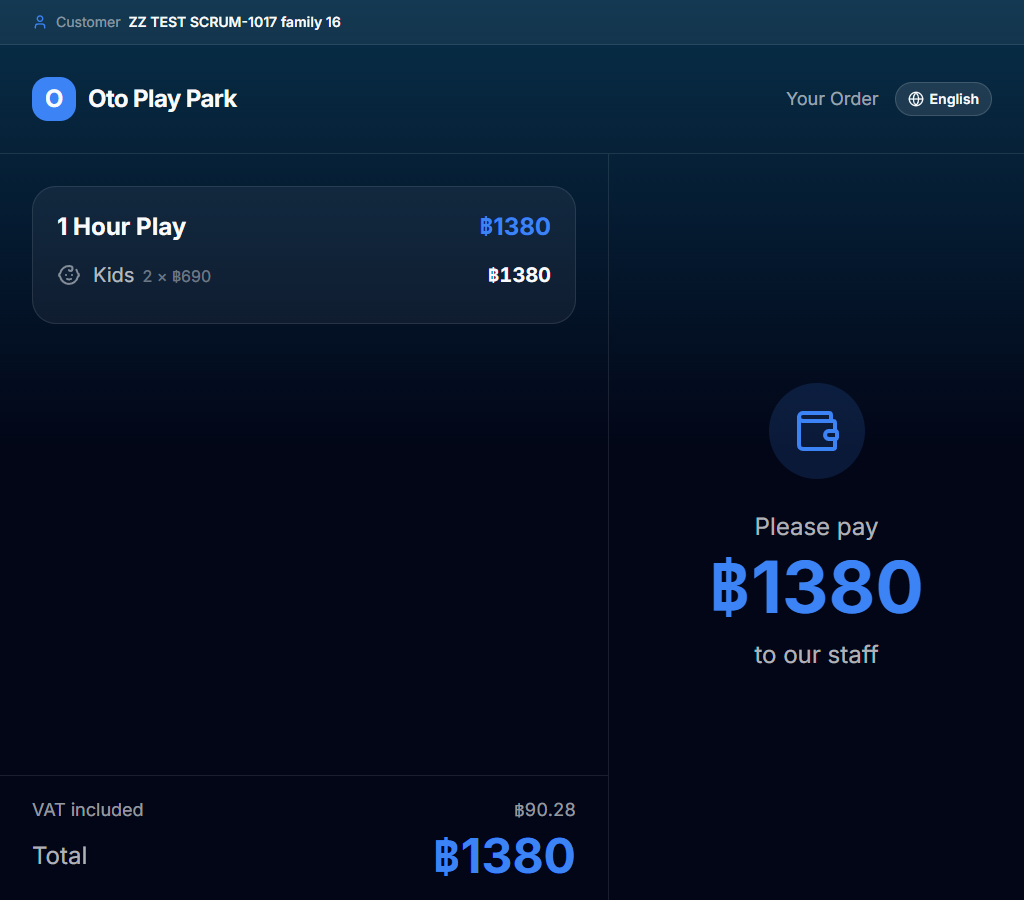 Customer ZZ TEST SCRUM-1017 family 16
O Oto Play Park
Your Order English
1 Hour Play ฿1380
Kids 2 × ฿690 ฿1380
Please pay
฿1380
to our staff
VAT included ฿90.28
Total ฿1380